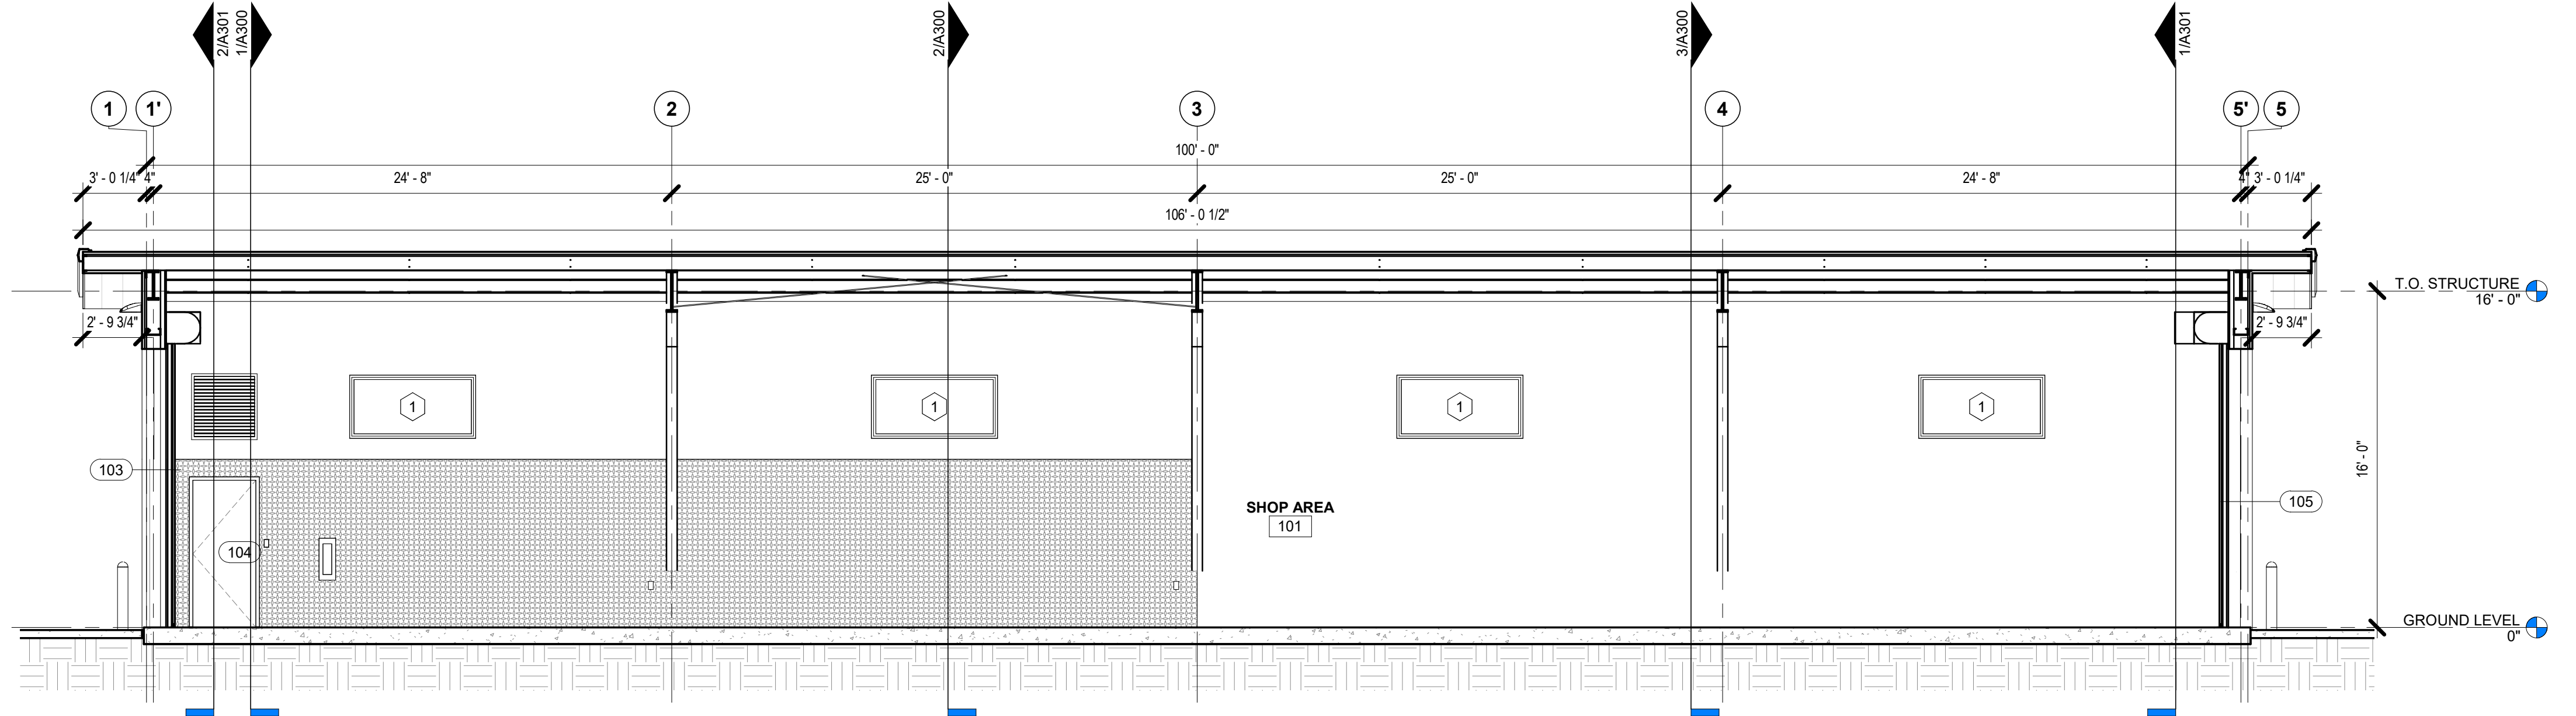 2/A301
1/A300
2/A300
3/A300
1/A301
1
1'
2
3
4
5'
5
100' - 0"
3' - 0 1/4"
4"
24' - 8"
25' - 0"
25' - 0"
24' - 8"
4"
3' - 0 1/4"
106' - 0 1/2"
T.O. STRUCTURE
16' - 0"
2' - 9 3/4"
2' - 9 3/4"
1
1
1
1
16' - 0"
103
105
SHOP AREA
101
104
GROUND LEVEL
0"